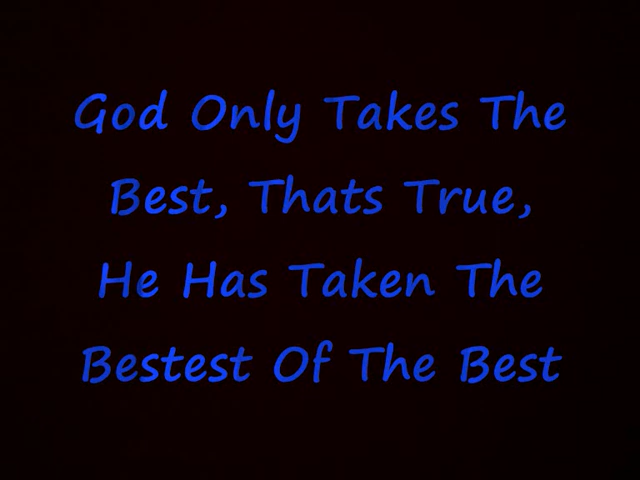 God Only Takes The
Best, Thats True,
He Has Taken The
Bestest Of The Best